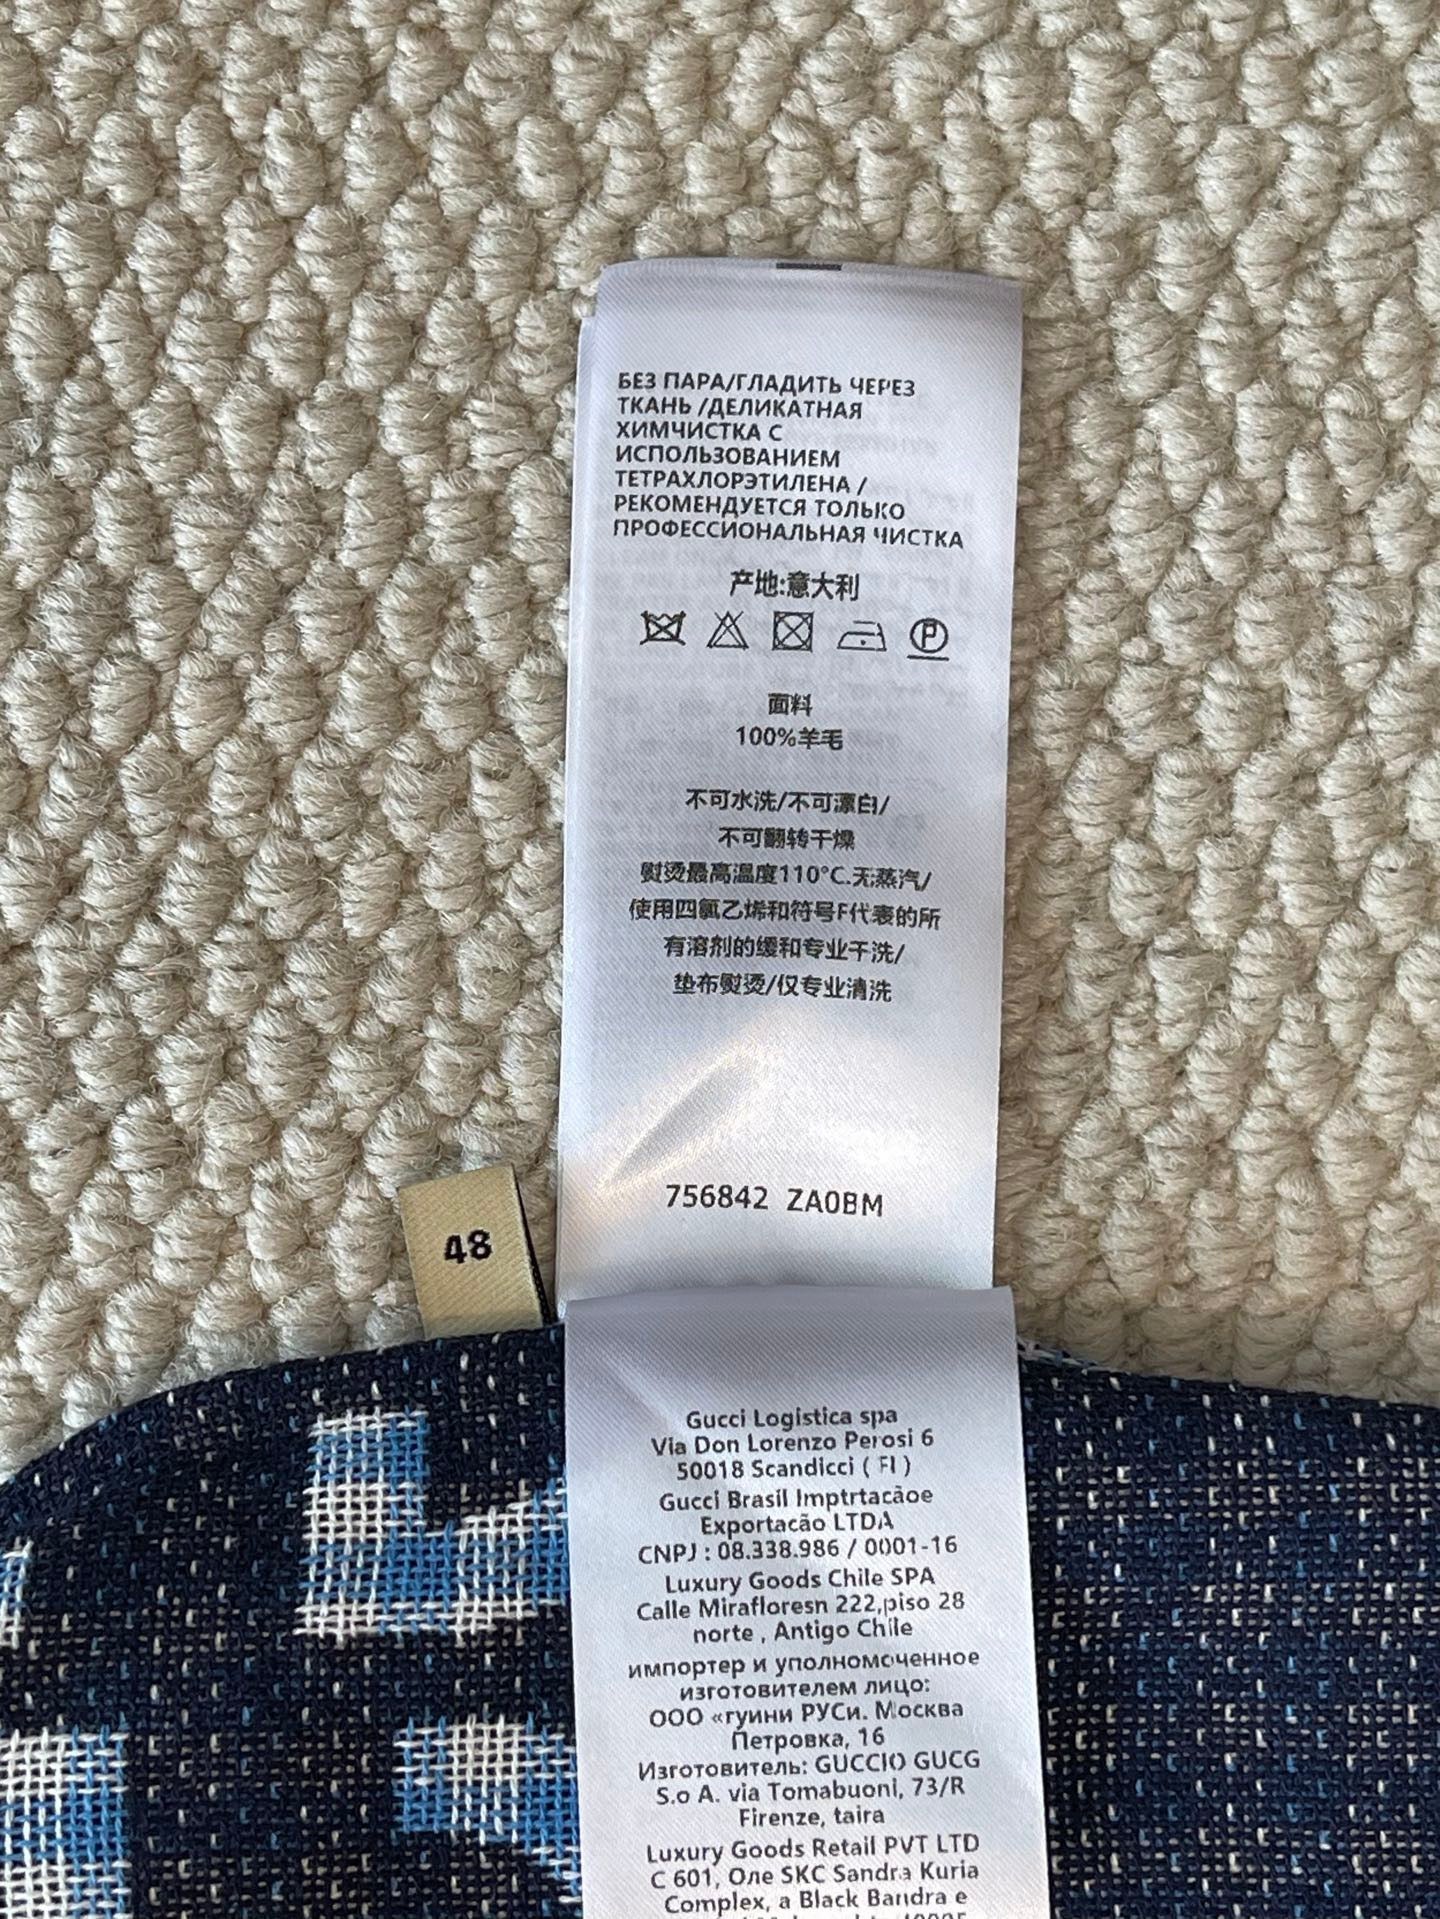 БЕЗ ПАРА/ГЛАДИТЬ ЧЕРЕЗ
ТКАНЬ /ДЕЛИКАТНАЯ
ХИМЧИСТКА С
ИСПОЛЬЗОВАНИЕМ
ТЕТРАХЛОРЭТИЛЕНА /
РЕКОМЕНДУЕТСЯ ТОЛЬКО
ПРОФЕССИОНАЛЬНАЯ ЧИСТКА
产地:意大利
P
面料
100%羊毛
不可水洗/不可漂白/
不可翻转干燥
熨烫最高温度110°C.无蒸汽/
使用四氯乙烯和符号F代表的所
有溶剂的缓和专业干洗/
垫布熨烫/仅专业清洗
756842 ZA0BM
48
Gucci Logistica spa
Via Don Lorenzo Perosi 6
50018 Scandicci ( FI )
Gucci Brasil Imptrtacãoe
Exportacão LTDA
CNPJ : 08.338.986 / 0001-16
Luxury Goods Chile SPA
Calle Mirafloresn 222,piso 28
norte , Antigo Chile
импортер и уполномоченное
изготовителем лицо:
ООО «гуини РУСи. Москва
Петровка, 16
Изготовитель: GUCCIO GUCG
S.o A. via Tomabuoni, 73/R
Firenze, taira
Luxury Goods Retail PVT LTD
C 601, Оле SKC Sandra Kuria
Complex, a Black Bandra e